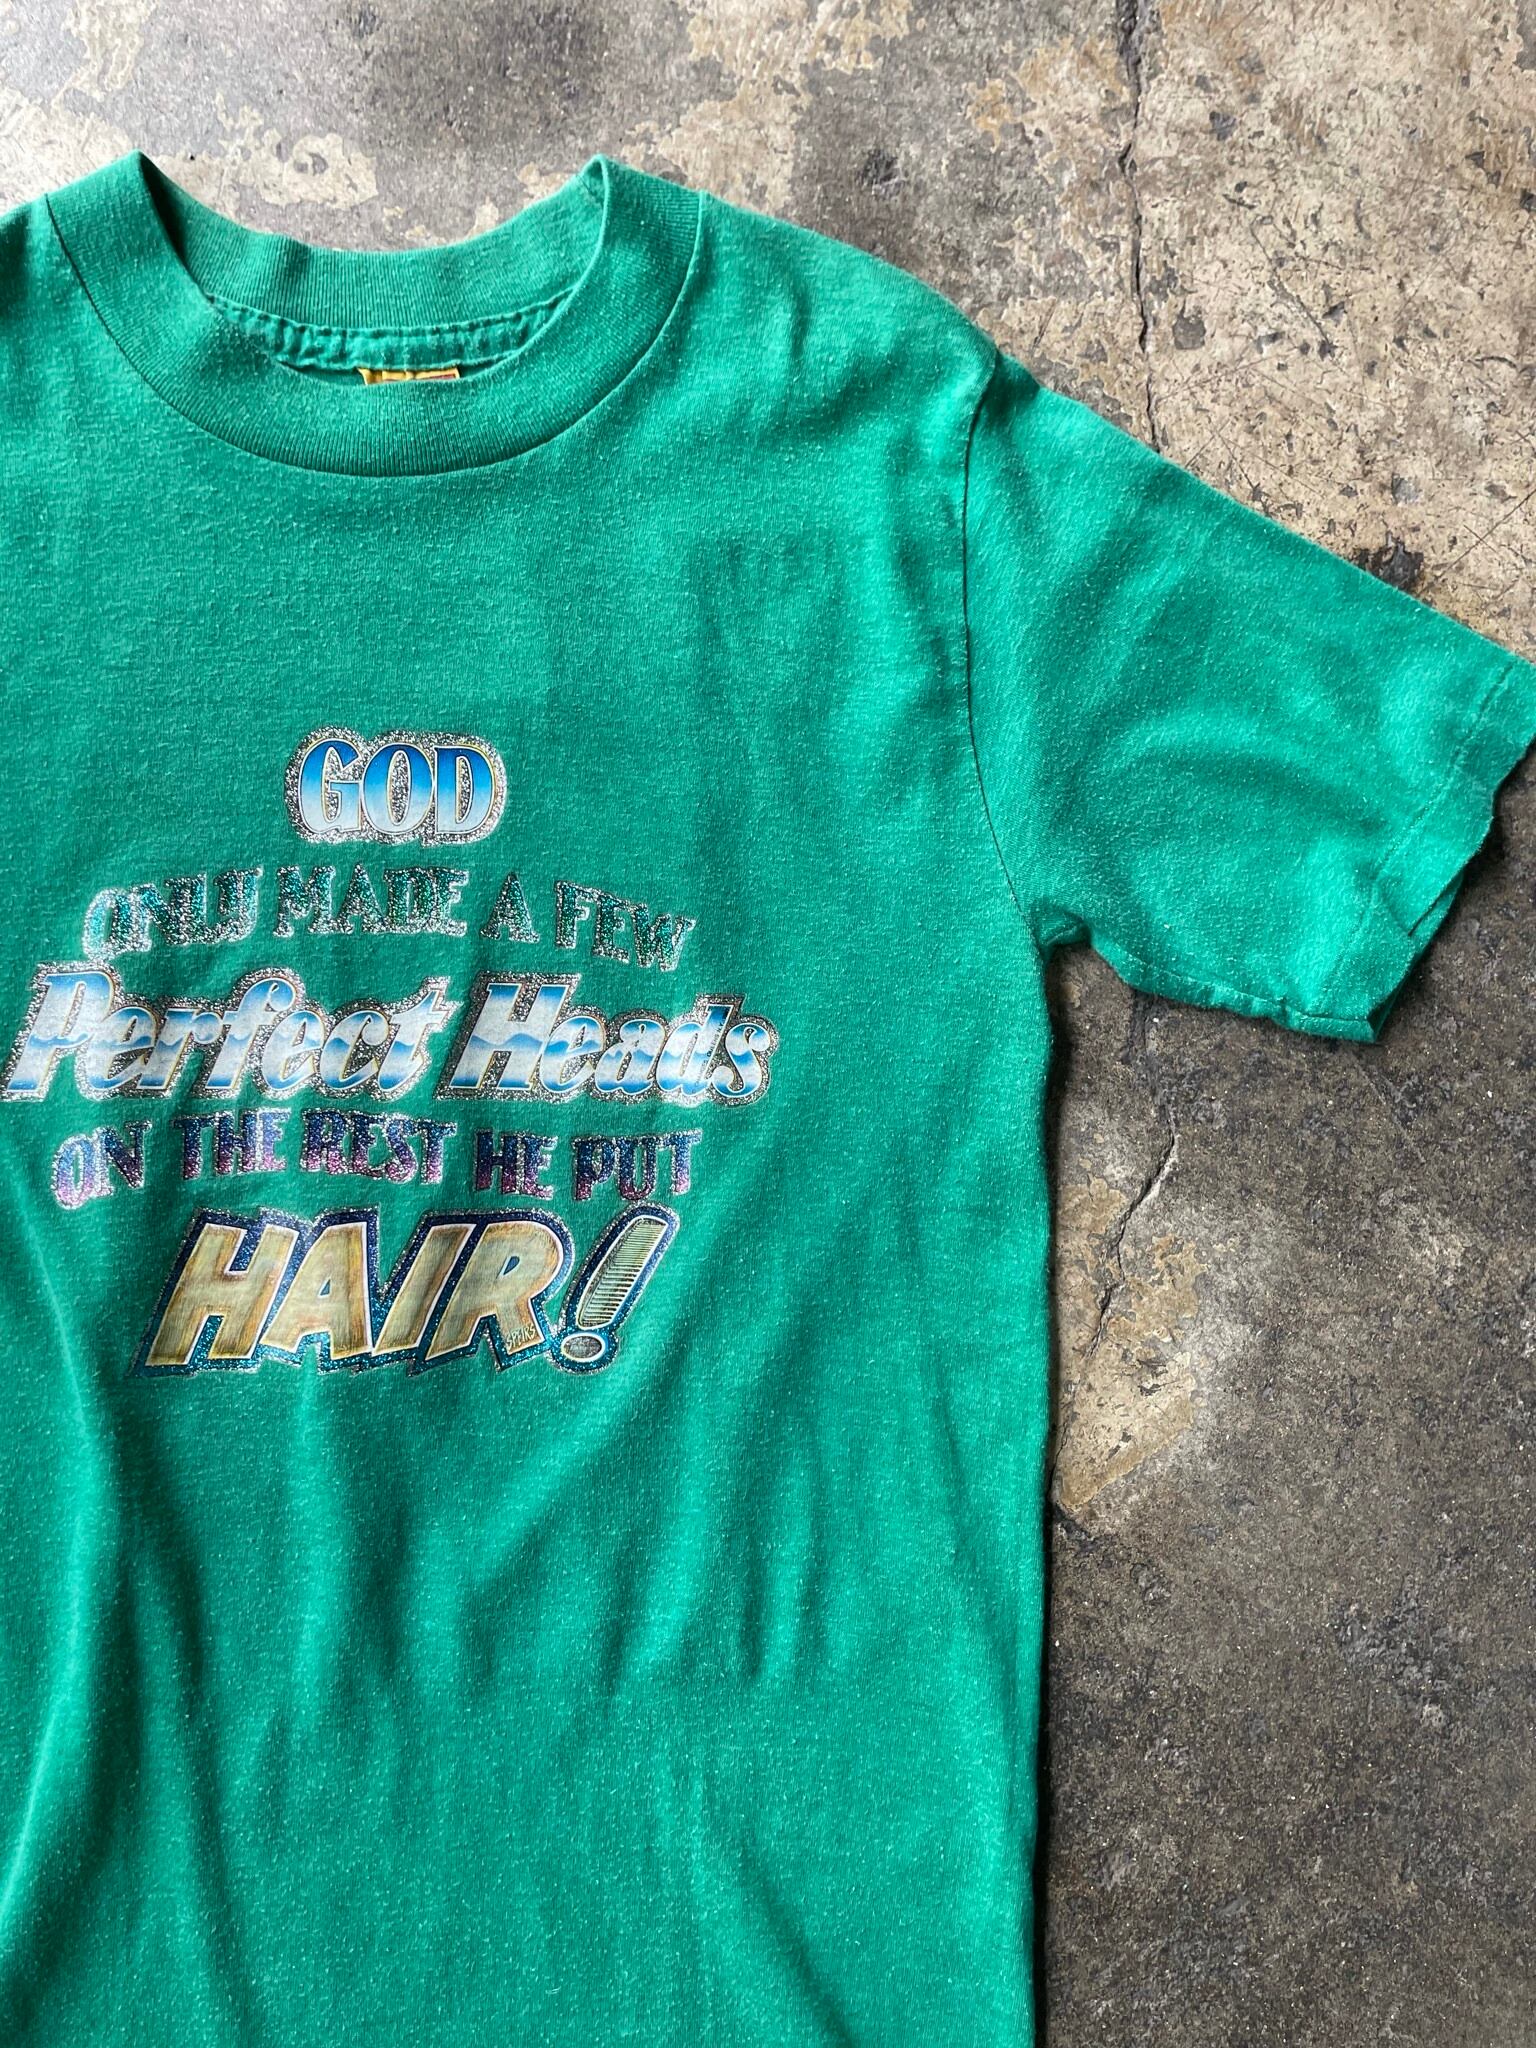 GOD
ONLY MADE A FEW
Perfect Heads
ON THE REST HE PUT
HAIR!